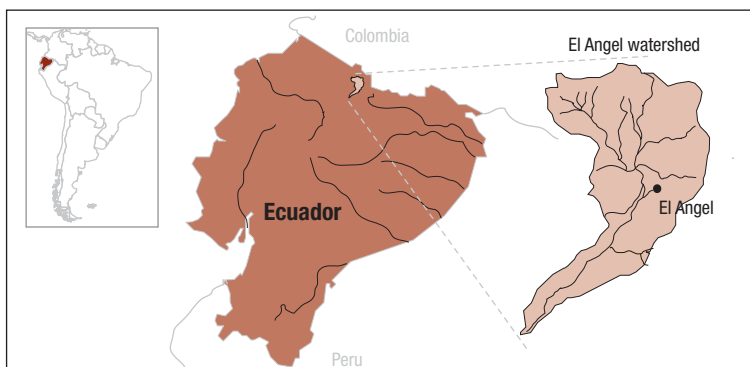 Colombia
El Angel watershed
Ecuador
El Angel
Peru